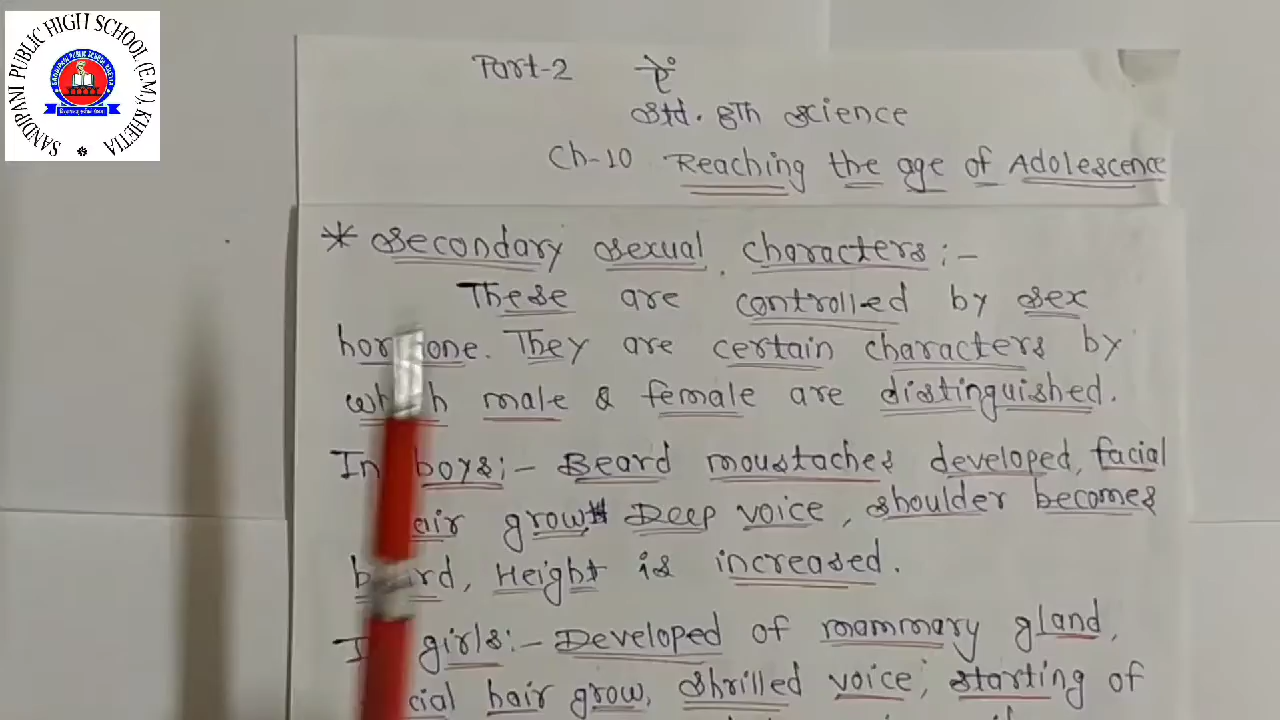 SANDIPANI PUBLIC HIGH SCHOOL (E.M.), KHETIA
Part-2 ऐं
Std. 8Th science
Ch-10 Reaching the age of Adolescence
* Secondary sexual characters:-
These are controlled by sex
hormone. They are certain characters by
which male & female are distinguished.
In boys:- Beard moustaches developed, facial
hair grow Deep voice, shoulder becomes
Height is increased.
In girls:- Developed of mammary gland,
facial hair grow, shrilled voice, starting of